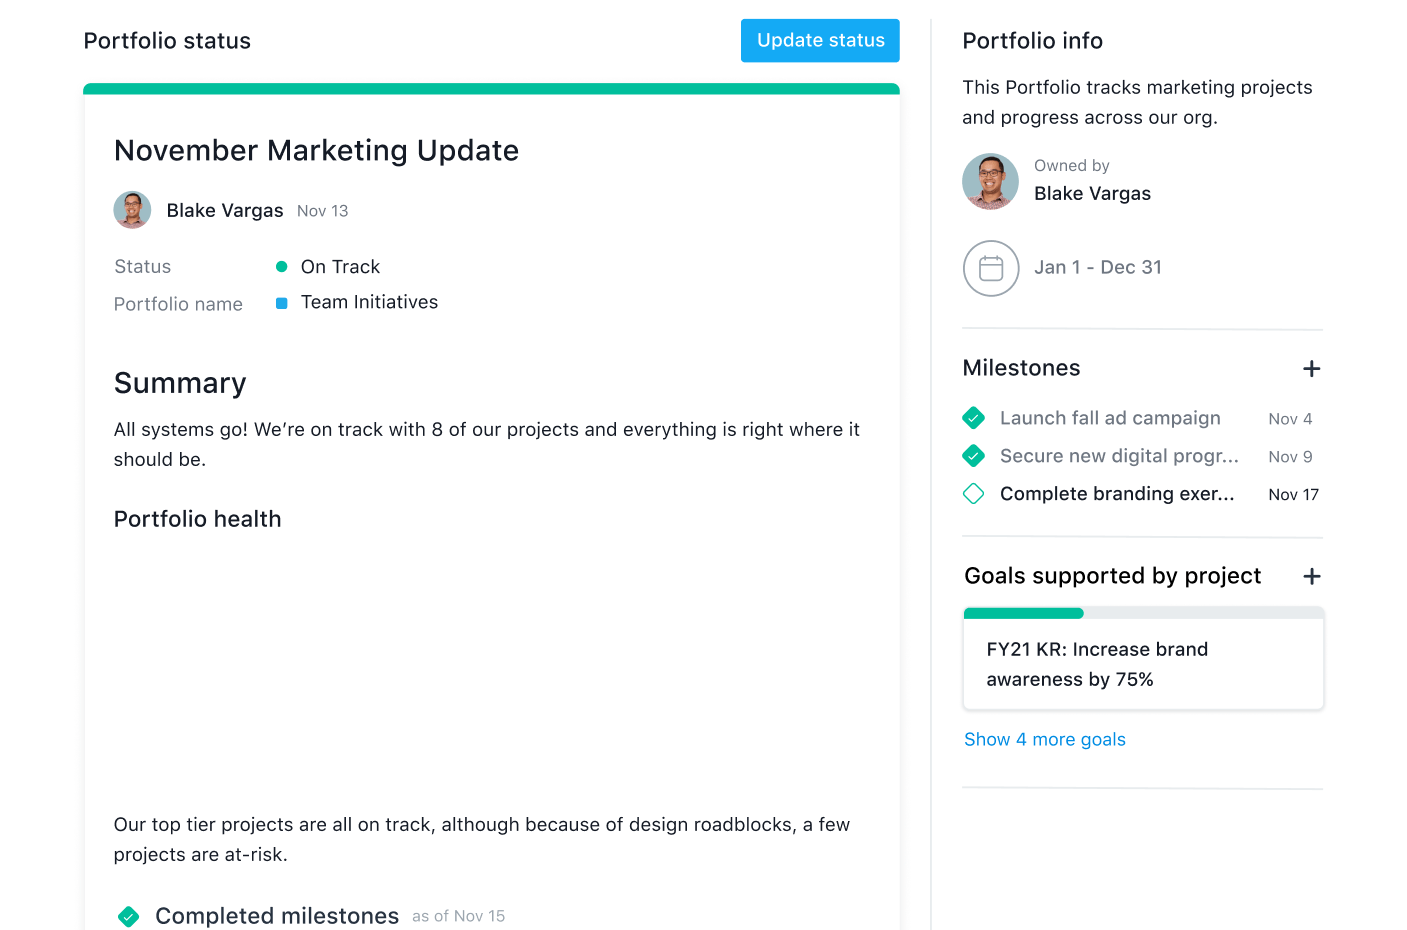 Portfolio status
Update status
November Marketing Update
Blake Vargas Nov 13
Status On Track
Portfolio name Team Initiatives
Summary
All systems go! We’re on track with 8 of our projects and everything is right where it
should be.
Portfolio health
Our top tier projects are all on track, although because of design roadblocks, a few
projects are at-risk.
Completed milestones as of Nov 15
Portfolio info
This Portfolio tracks marketing projects
and progress across our org.
Owned by
Blake Vargas
Jan 1 - Dec 31
Milestones
Launch fall ad campaign Nov 4
Secure new digital progr... Nov 9
Complete branding exer... Nov 17
Goals supported by project
FY21 KR: Increase brand
awareness by 75%
Show 4 more goals